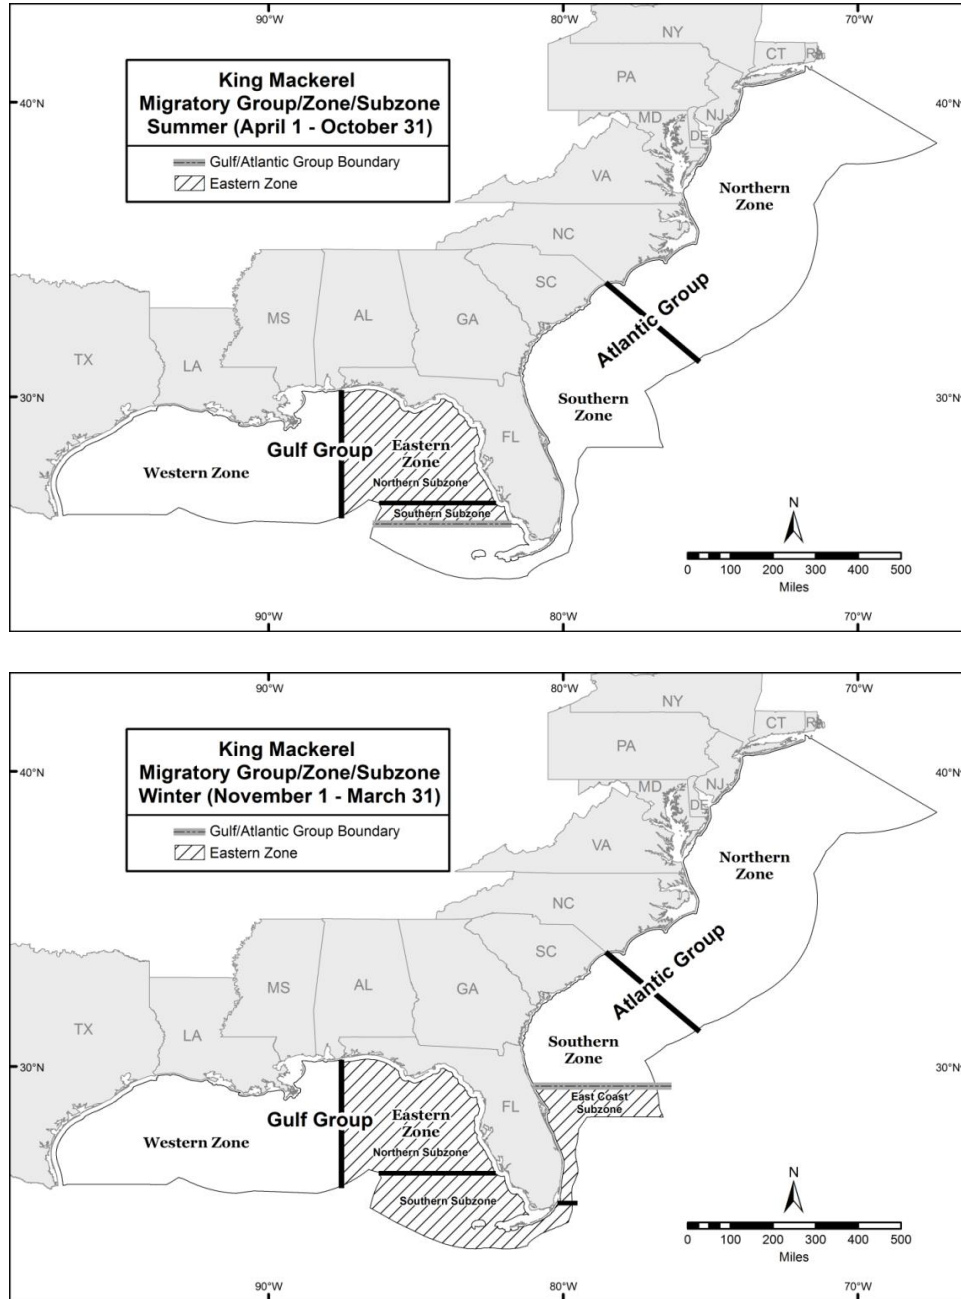 90°W
80°W
70°W
NY
CT
RI
King Mackerel
Migratory Group/Zone/Subzone
Summer (April 1 - October 31)
PA
40°N
40°N
NJ
MD
DE
Gulf/Atlantic Group Boundary
Eastern Zone
VA
Northern
Zone
NC
SC
Atlantic Group
MS
AL
GA
TX
LA
30°N
30°N
Southern
Zone
FL
Gulf Group
Eastern
Zone
Western Zone
Northern Subzone
Southern Subzone
N
0 100 200 300 400 500
Miles
90°W
80°W
70°W
90°W
80°W
70°W
NY
CT
RI
King Mackerel
Migratory Group/Zone/Subzone
Winter (November 1 - March 31)
PA
40°N
40°N
NJ
MD
DE
Gulf/Atlantic Group Boundary
Eastern Zone
VA
Northern
Zone
NC
SC
Atlantic Group
MS
AL
GA
TX
LA
Southern
Zone
30°N
30°N
East Coast
Subzone
FL
Gulf Group
Eastern
Zone
Western Zone
Northern Subzone
Southern Subzone
N
0 100 200 300 400 500
Miles
90°W
80°W
70°W